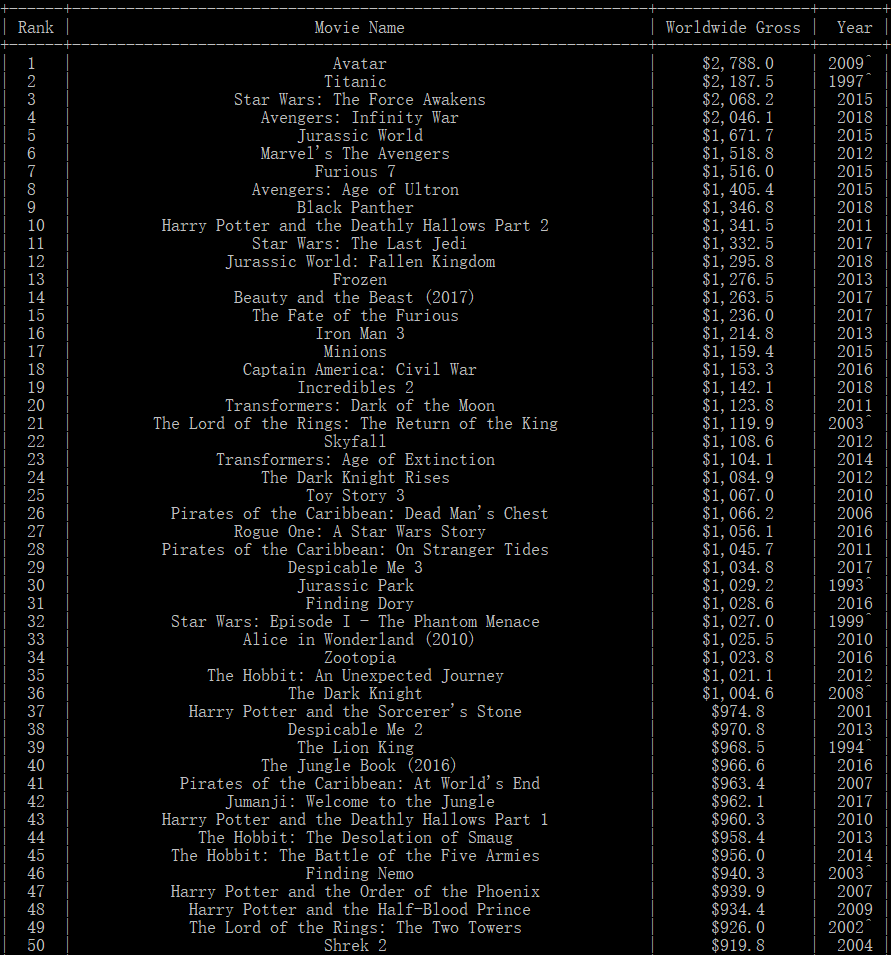 Rank | Movie Name | Worldwide Gross | Year
1 | Avatar | $2,788.0 | 2009^
2 | Titanic | $2,187.5 | 1997^
3 | Star Wars: The Force Awakens | $2,068.2 | 2015
4 | Avengers: Infinity War | $2,046.1 | 2018
5 | Jurassic World | $1,671.7 | 2015
6 | Marvel's The Avengers | $1,518.8 | 2012
7 | Furious 7 | $1,516.0 | 2015
8 | Avengers: Age of Ultron | $1,405.4 | 2015
9 | Black Panther | $1,346.8 | 2018
10 | Harry Potter and the Deathly Hallows Part 2 | $1,341.5 | 2011
11 | Star Wars: The Last Jedi | $1,332.5 | 2017
12 | Jurassic World: Fallen Kingdom | $1,295.8 | 2018
13 | Frozen | $1,276.5 | 2013
14 | Beauty and the Beast (2017) | $1,263.5 | 2017
15 | The Fate of the Furious | $1,236.0 | 2017
16 | Iron Man 3 | $1,214.8 | 2013
17 | Minions | $1,159.4 | 2015
18 | Captain America: Civil War | $1,153.3 | 2016
19 | Incredibles 2 | $1,142.1 | 2018
20 | Transformers: Dark of the Moon | $1,123.8 | 2011
21 | The Lord of the Rings: The Return of the King | $1,119.9 | 2003^
22 | Skyfall | $1,108.6 | 2012
23 | Transformers: Age of Extinction | $1,104.1 | 2014
24 | The Dark Knight Rises | $1,084.9 | 2012
25 | Toy Story 3 | $1,067.0 | 2010
26 | Pirates of the Caribbean: Dead Man's Chest | $1,066.2 | 2006
27 | Rogue One: A Star Wars Story | $1,056.1 | 2016
28 | Pirates of the Caribbean: On Stranger Tides | $1,045.7 | 2011
29 | Despicable Me 3 | $1,034.8 | 2017
30 | Jurassic Park | $1,029.2 | 1993^
31 | Finding Dory | $1,028.6 | 2016
32 | Star Wars: Episode I - The Phantom Menace | $1,027.0 | 1999^
33 | Alice in Wonderland (2010) | $1,025.5 | 2010
34 | Zootopia | $1,023.8 | 2016
35 | The Hobbit: An Unexpected Journey | $1,021.1 | 2012
36 | The Dark Knight | $1,004.6 | 2008^
37 | Harry Potter and the Sorcerer's Stone | $974.8 | 2001
38 | Despicable Me 2 | $970.8 | 2013
39 | The Lion King | $968.5 | 1994^
40 | The Jungle Book (2016) | $966.6 | 2016
41 | Pirates of the Caribbean: At World's End | $963.4 | 2007
42 | Jumanji: Welcome to the Jungle | $962.1 | 2017
43 | Harry Potter and the Deathly Hallows Part 1 | $960.3 | 2010
44 | The Hobbit: The Desolation of Smaug | $958.4 | 2013
45 | The Hobbit: The Battle of the Five Armies | $956.0 | 2014
46 | Finding Nemo | $940.3 | 2003^
47 | Harry Potter and the Order of the Phoenix | $939.9 | 2007
48 | Harry Potter and the Half-Blood Prince | $934.4 | 2009
49 | The Lord of the Rings: The Two Towers | $926.0 | 2002^
50 | Shrek 2 | $919.8 | 2004